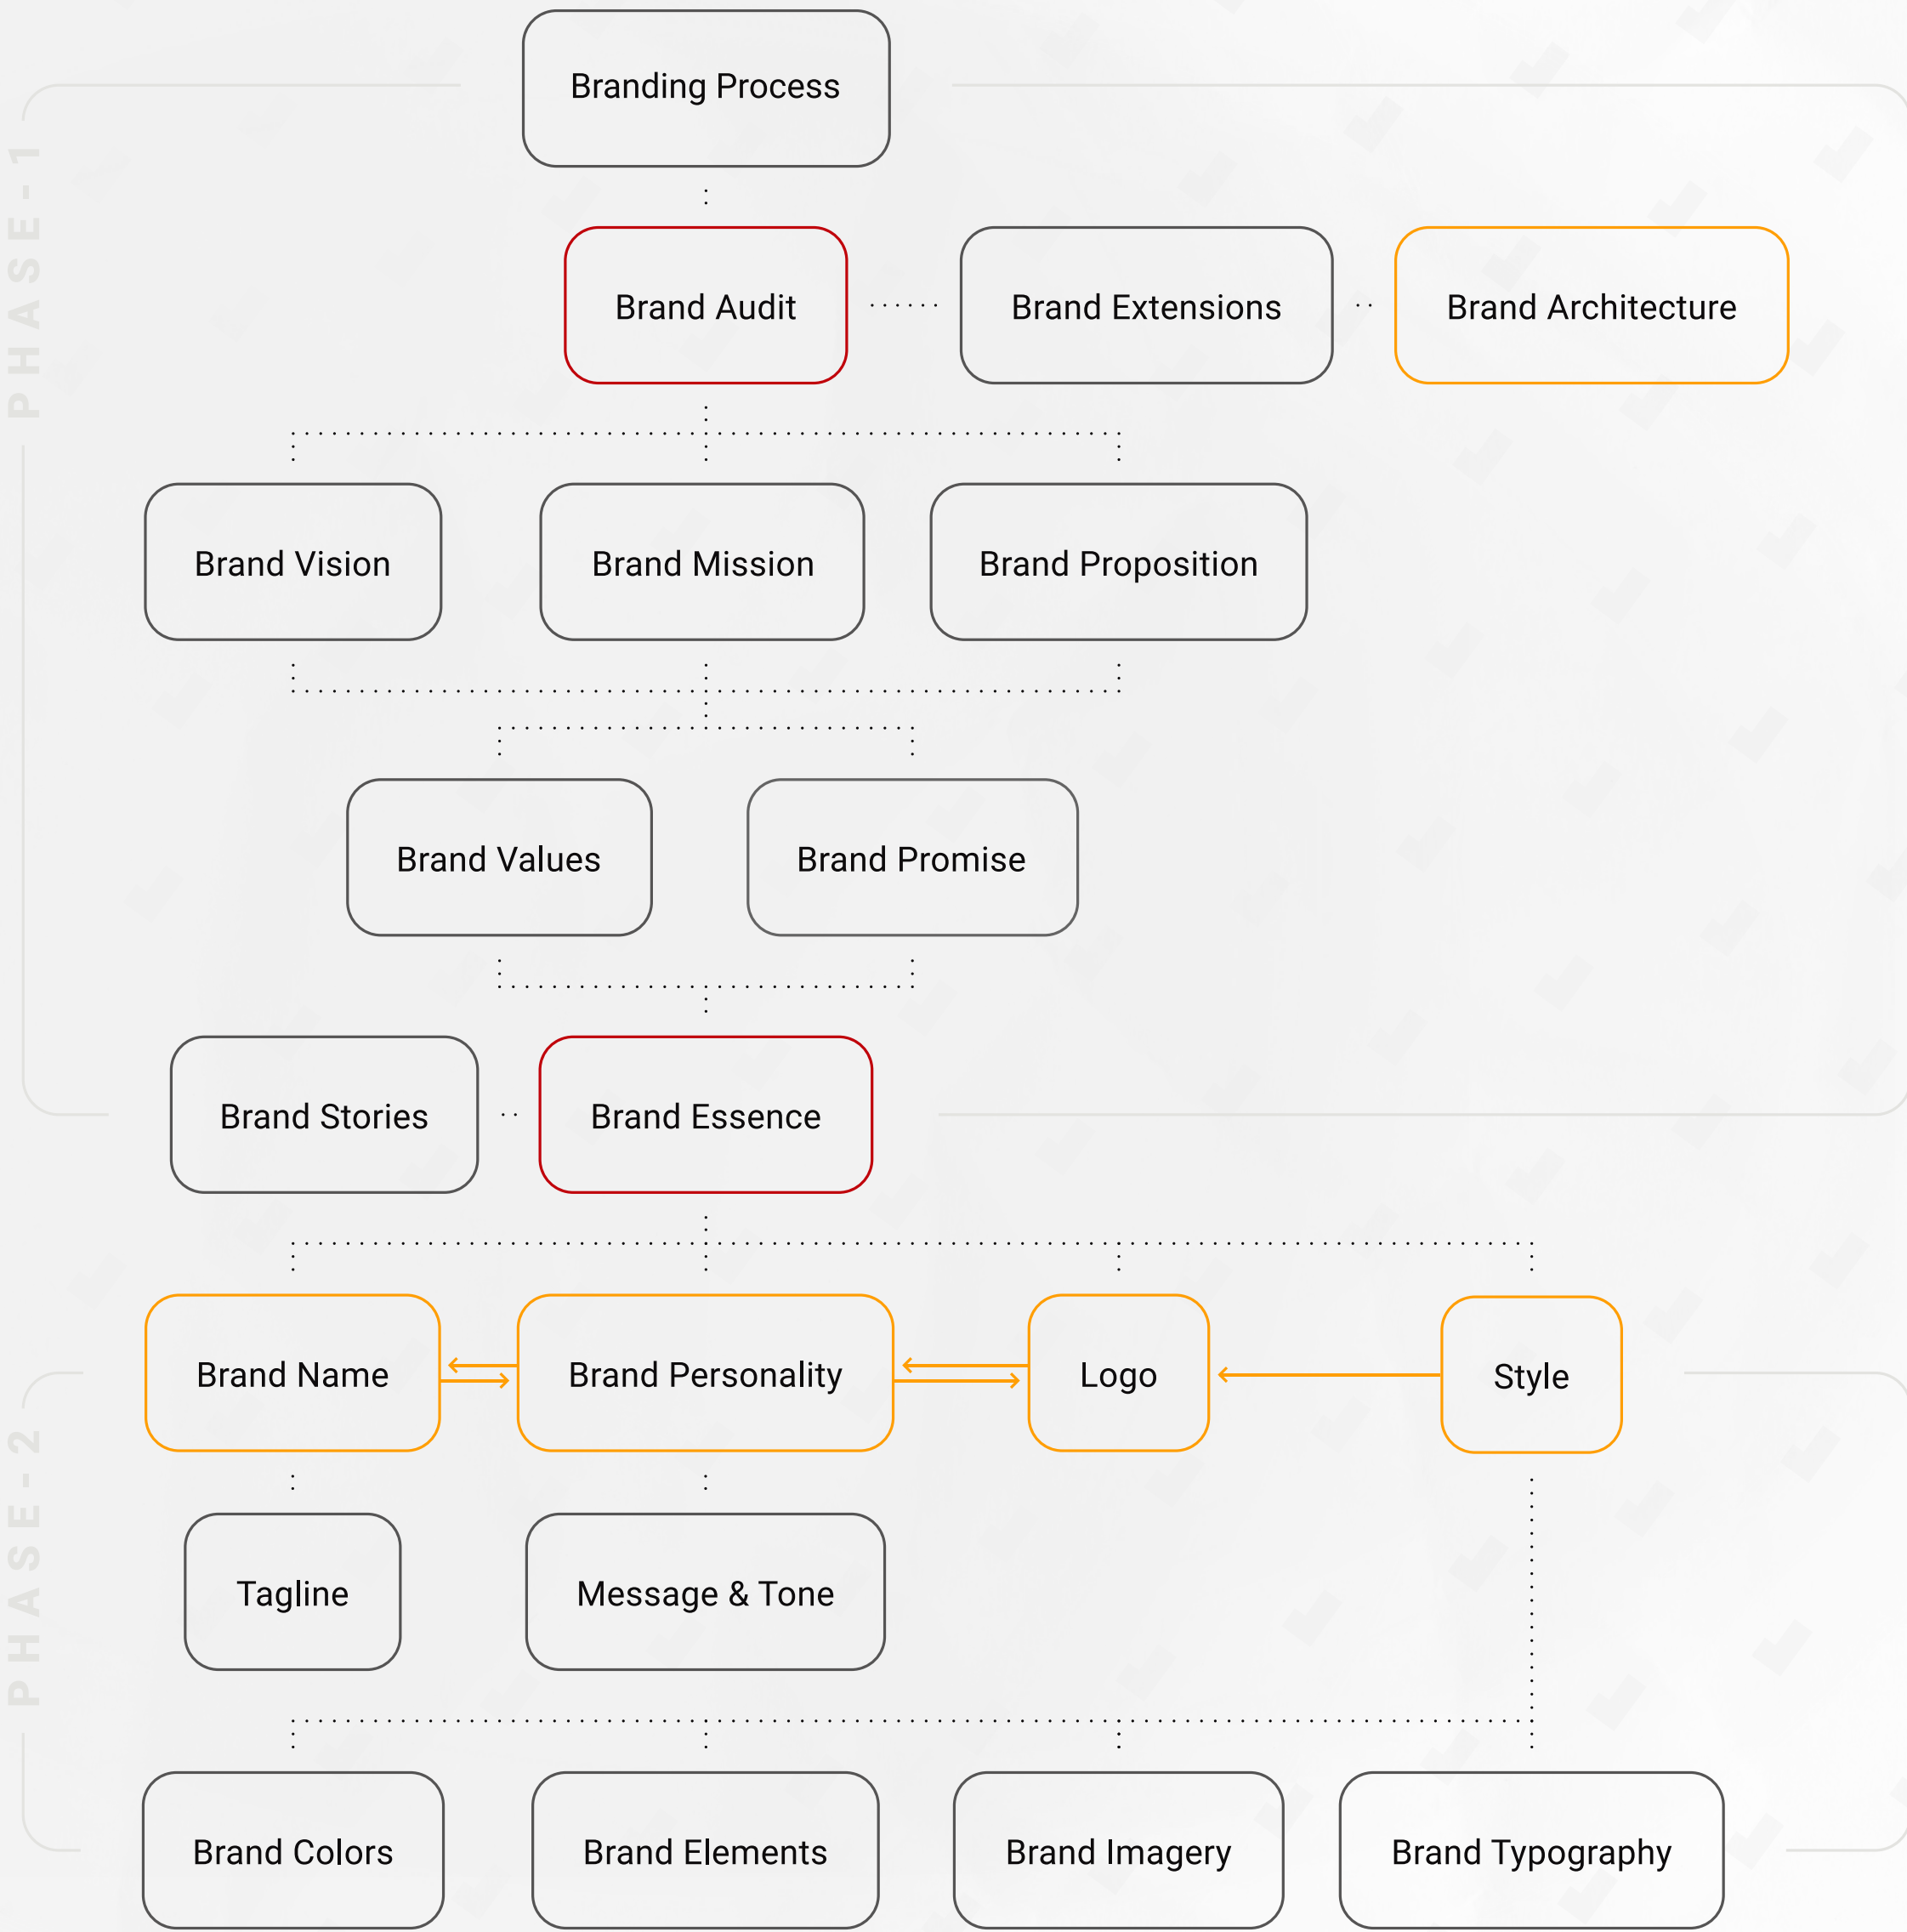 Branding Process
PHASE-1
Brand Audit
Brand Extensions
Brand Architecture
Brand Vision
Brand Mission
Brand Proposition
Brand Values
Brand Promise
Brand Stories
Brand Essence
Brand Name
Brand Personality
Logo
Style
PHASE-2
Tagline
Message & Tone
Brand Colors
Brand Elements
Brand Imagery
Brand Typography